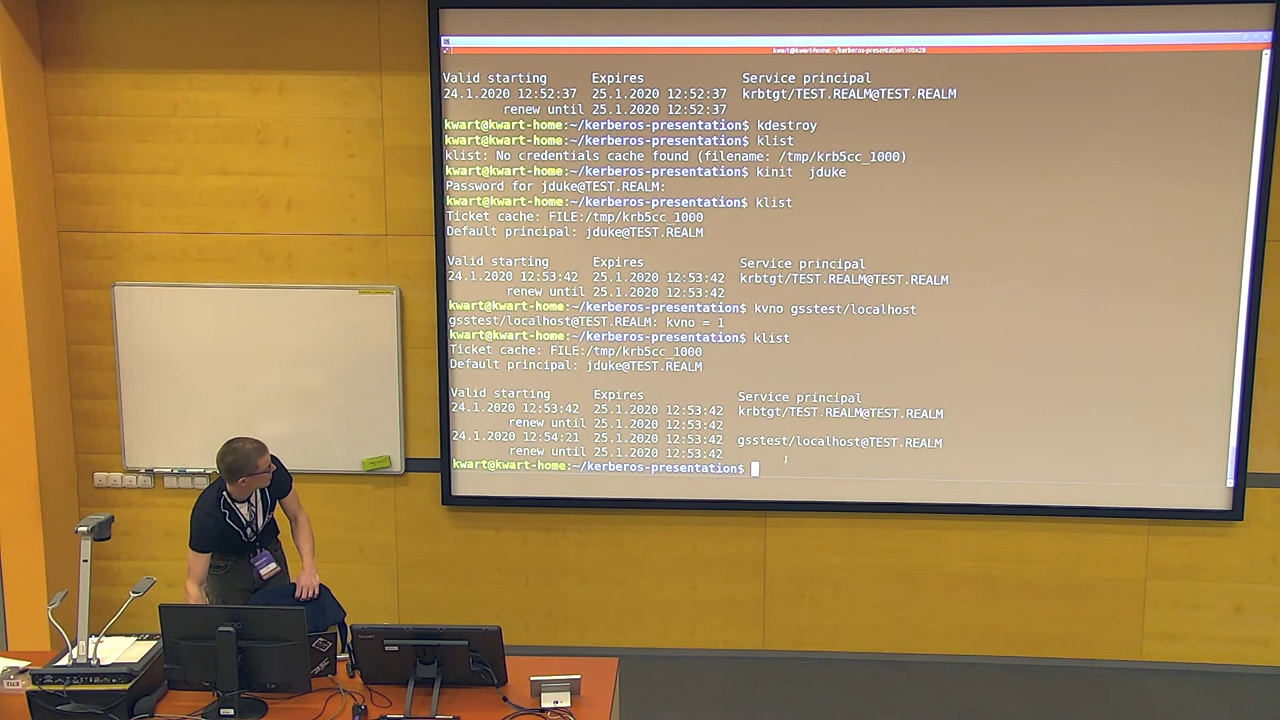 kwart@kwart-home: ~/kerberos-presentation 105x28
Valid starting Expires Service principal
24.1.2020 12:52:37 25.1.2020 12:52:37 krbtgt/TEST.REALM@TEST.REALM
renew until 25.1.2020 12:52:37
kwart@kwart-home:~/kerberos-presentation$ kdestroy
kwart@kwart-home:~/kerberos-presentation$ klist
klist: No credentials cache found (filename: /tmp/krb5cc_1000)
kwart@kwart-home:~/kerberos-presentation$ kinit  jduke
Password for jduke@TEST.REALM:
kwart@kwart-home:~/kerberos-presentation$ klist
Ticket cache: FILE:/tmp/krb5cc_1000
Default principal: jduke@TEST.REALM
Valid starting Expires Service principal
24.1.2020 12:53:42 25.1.2020 12:53:42 krbtgt/TEST.REALM@TEST.REALM
renew until 25.1.2020 12:53:42
kwart@kwart-home:~/kerberos-presentation$ kvno gsstest/localhost
gsstest/localhost@TEST.REALM: kvno = 1
kwart@kwart-home:~/kerberos-presentation$ klist
Ticket cache: FILE:/tmp/krb5cc_1000
Default principal: jduke@TEST.REALM
Valid starting Expires Service principal
24.1.2020 12:53:42 25.1.2020 12:53:42 krbtgt/TEST.REALM@TEST.REALM
renew until 25.1.2020 12:53:42
24.1.2020 12:54:21 25.1.2020 12:53:42 gsstest/localhost@TEST.REALM
renew until 25.1.2020 12:53:42
kwart@kwart-home:~/kerberos-presentation$